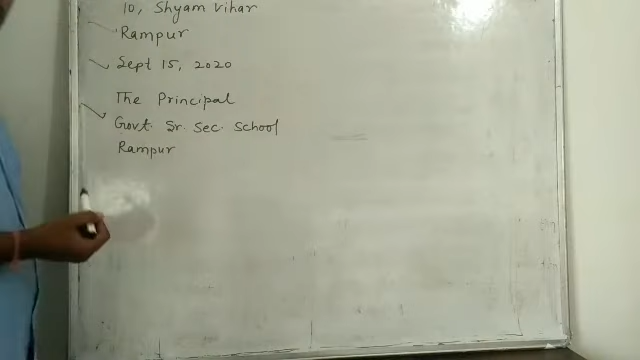 10, Shyam Vihar
Rampur
Sept 15, 2020
The Principal
Govt. Sr. Sec. School
Rampur